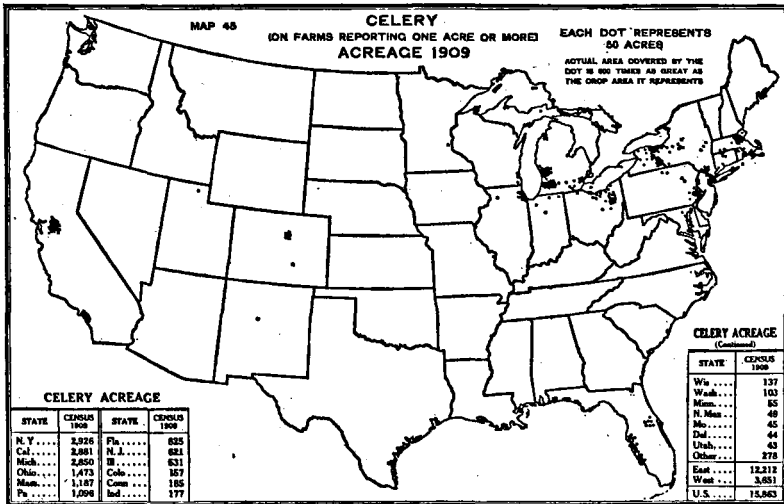 MAP 45
CELERY
(ON FARMS REPORTING ONE ACRE OR MORE)
ACREAGE 1909
EACH DOT REPRESENTS
50 ACRES
ACTUAL AREA COVERED BY THE
DOT IS 600 TIMES AS GREAT AS
THE CROP AREA IT REPRESENTS
CELERY ACREAGE
STATE CENSUS 1909 STATE CENSUS 1909
N. Y .... 2,926 Fla .... 625
Cal .... 2,881 N. J. .... 621
Mich .... 2,850 Ill .... 531
Ohio .... 1,473 Colo .... 157
Mass .... 1,187 Conn .... 185
Pa .... 1,096 Ind .... 177
CELERY ACREAGE
(Continued)
STATE CENSUS 1909
Wis .... 137
Wash .... 103
Minn .... 55
N. Mex .... 49
Mo .... 45
Del .... 44
Utah .... 43
Other .... 278
East .... 12,212
West .... 3,651
U.S. .... 15,863